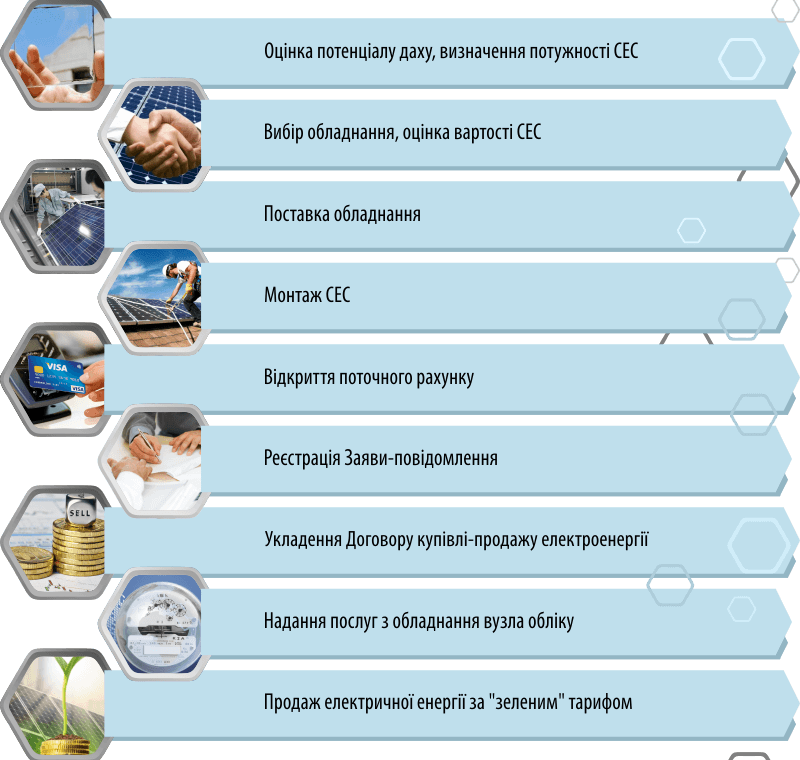 Оцінка потенціалу даху, визначення потужності СЕС
Вибір обладнання, оцінка вартості СЕС
Поставка обладнання
Монтаж СЕС
VISA
VISA
Відкриття поточного рахунку
Реєстрація Заяви-повідомлення
SELL
Укладення Договору купівлі-продажу електроенергії
Надання послуг з обладнання вузла обліку
Продаж електричної енергії за "зеленим" тарифом